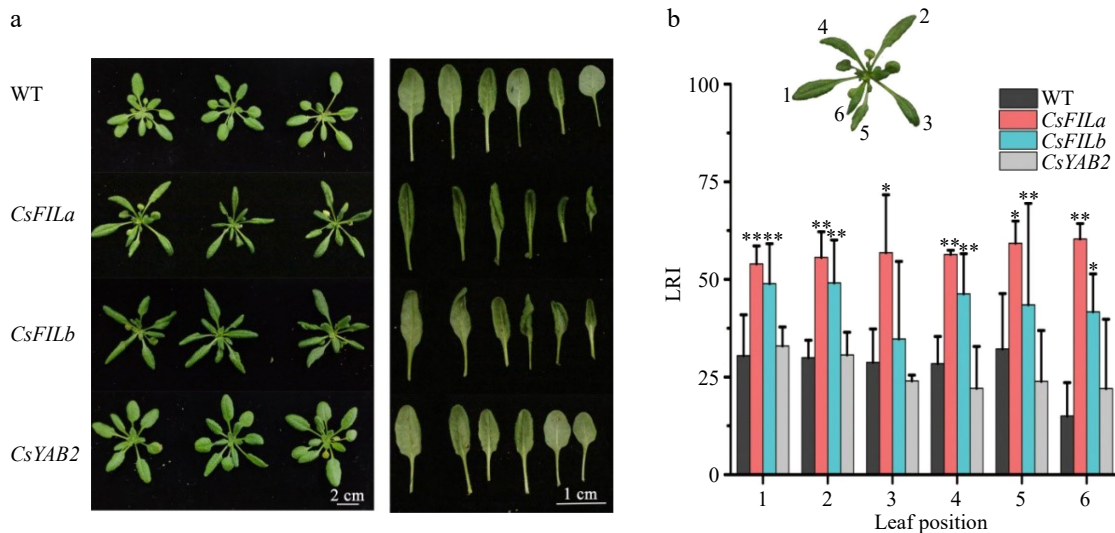 a
WT
CsFILa
CsFILb
CsYAB2
2 cm
1 cm
b
1
2
3
4
5
6
WT
CsFILa
CsFILb
CsYAB2
LRI
100
75
50
25
0
** **
** **
*
** **
* **
** *
1 2 3 4 5 6
Leaf position